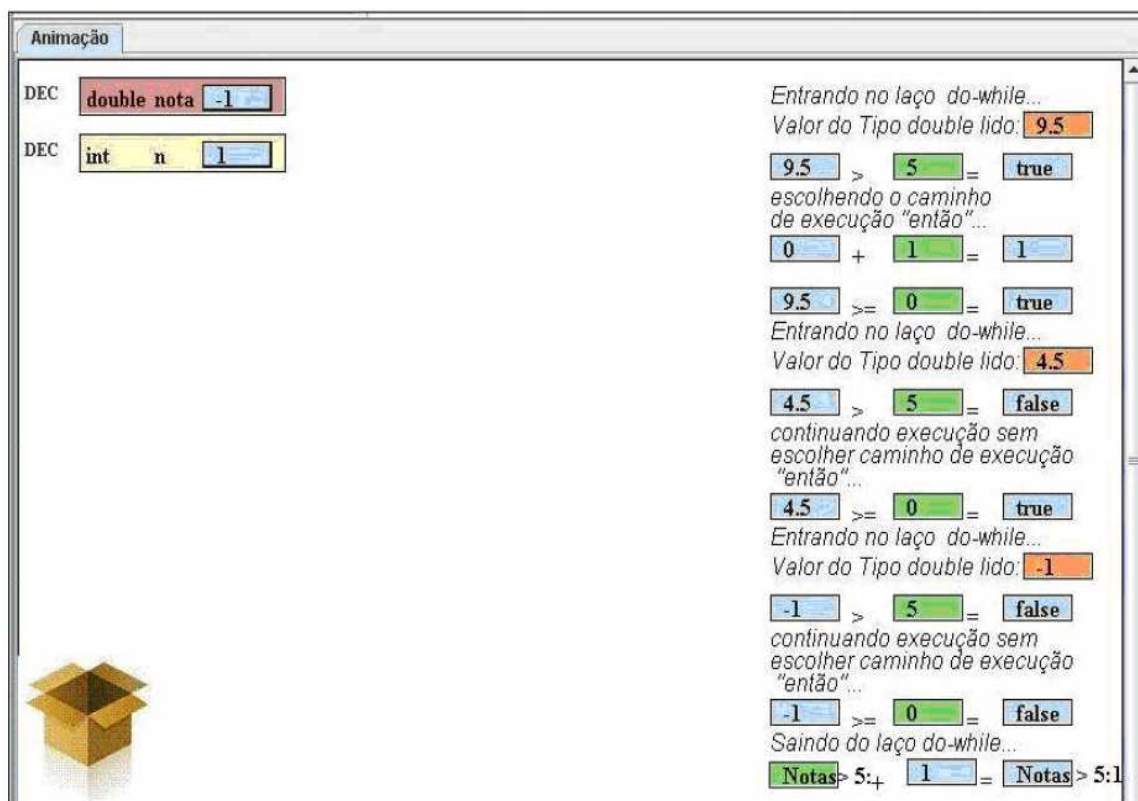 Animação
DEC double nota -1
DEC int n 1
Entrando no laço do-while...
Valor do Tipo double lido: 9.5
9.5 > 5 = true
escolhendo o caminho
de execução "então"...
0 + 1 = 1
9.5 >= 0 = true
Entrando no laço do-while...
Valor do Tipo double lido: 4.5
4.5 > 5 = false
continuando execução sem
escolher caminho de execução
"então"...
4.5 >= 0 = true
Entrando no laço do-while...
Valor do Tipo double lido: -1
-1 > 5 = false
continuando execução sem
escolher caminho de execução
"então"...
-1 >= 0 = false
Saindo do laço do-while...
Notas > 5: + 1 = Notas > 5:1